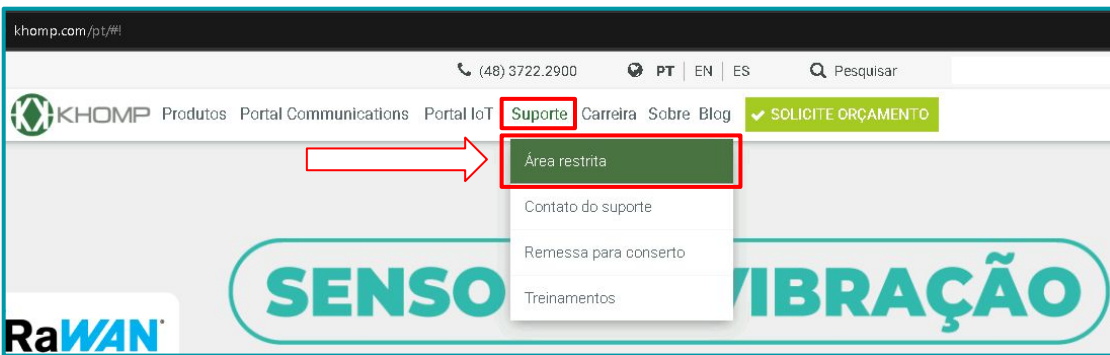 khomp.com/pt/#!
(48) 3722.2900 PT | EN | ES Pesquisar
KHOMP Produtos Portal Communications Portal IoT Suporte Carreira Sobre Blog SOLICITE ORÇAMENTO
Área restrita
Contato do suporte
Remessa para conserto
Treinamentos
SENSO VIBRAÇÃO
RaWAN